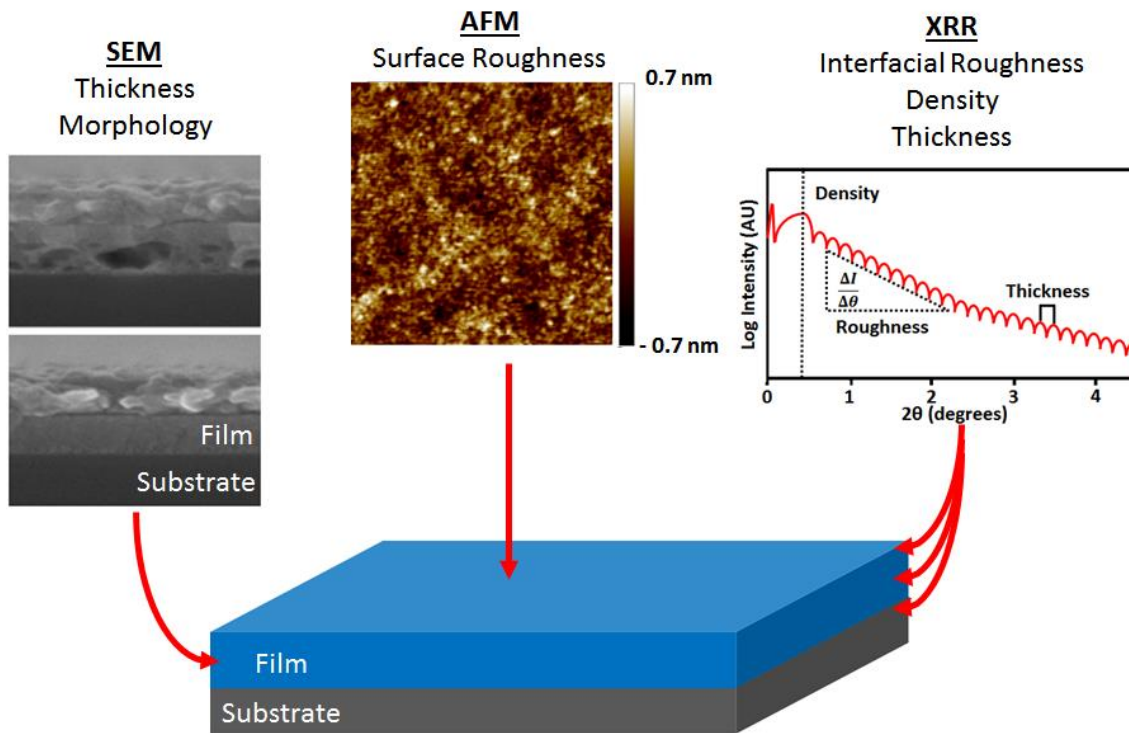 SEM
Thickness
Morphology
Film
Substrate
AFM
Surface Roughness
0.7 nm
- 0.7 nm
XRR
Interfacial Roughness
Density
Thickness
Log Intensity (AU)
Density
ΔI
Δθ
Roughness
Thickness
0 1 2 3 4
2θ (degrees)
Film
Substrate